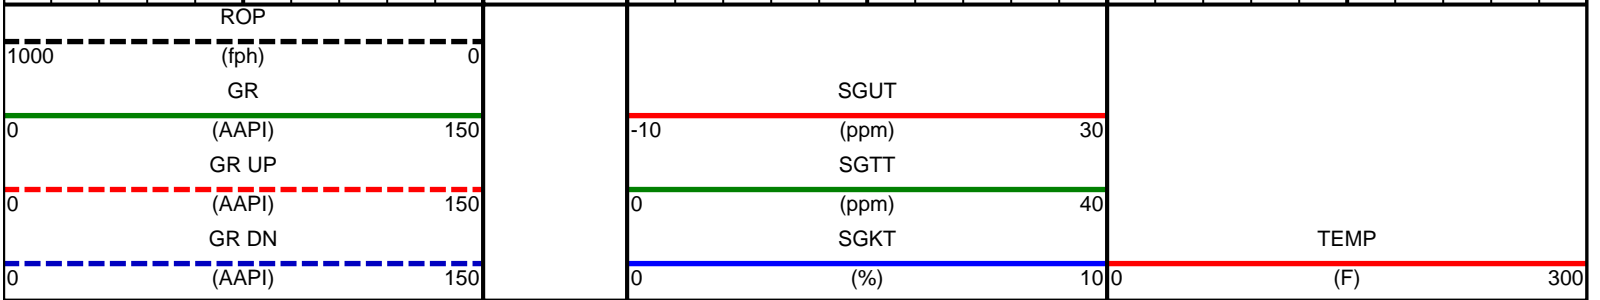 ROP
1000 (fph) 0
GR SGUT
0 (AAPI) 150 -10 (ppm) 30
GR UP SGTT
0 (AAPI) 150 0 (ppm) 40
GR DN SGKT TEMP
0 (AAPI) 150 0 (%) 10 0 (F) 300